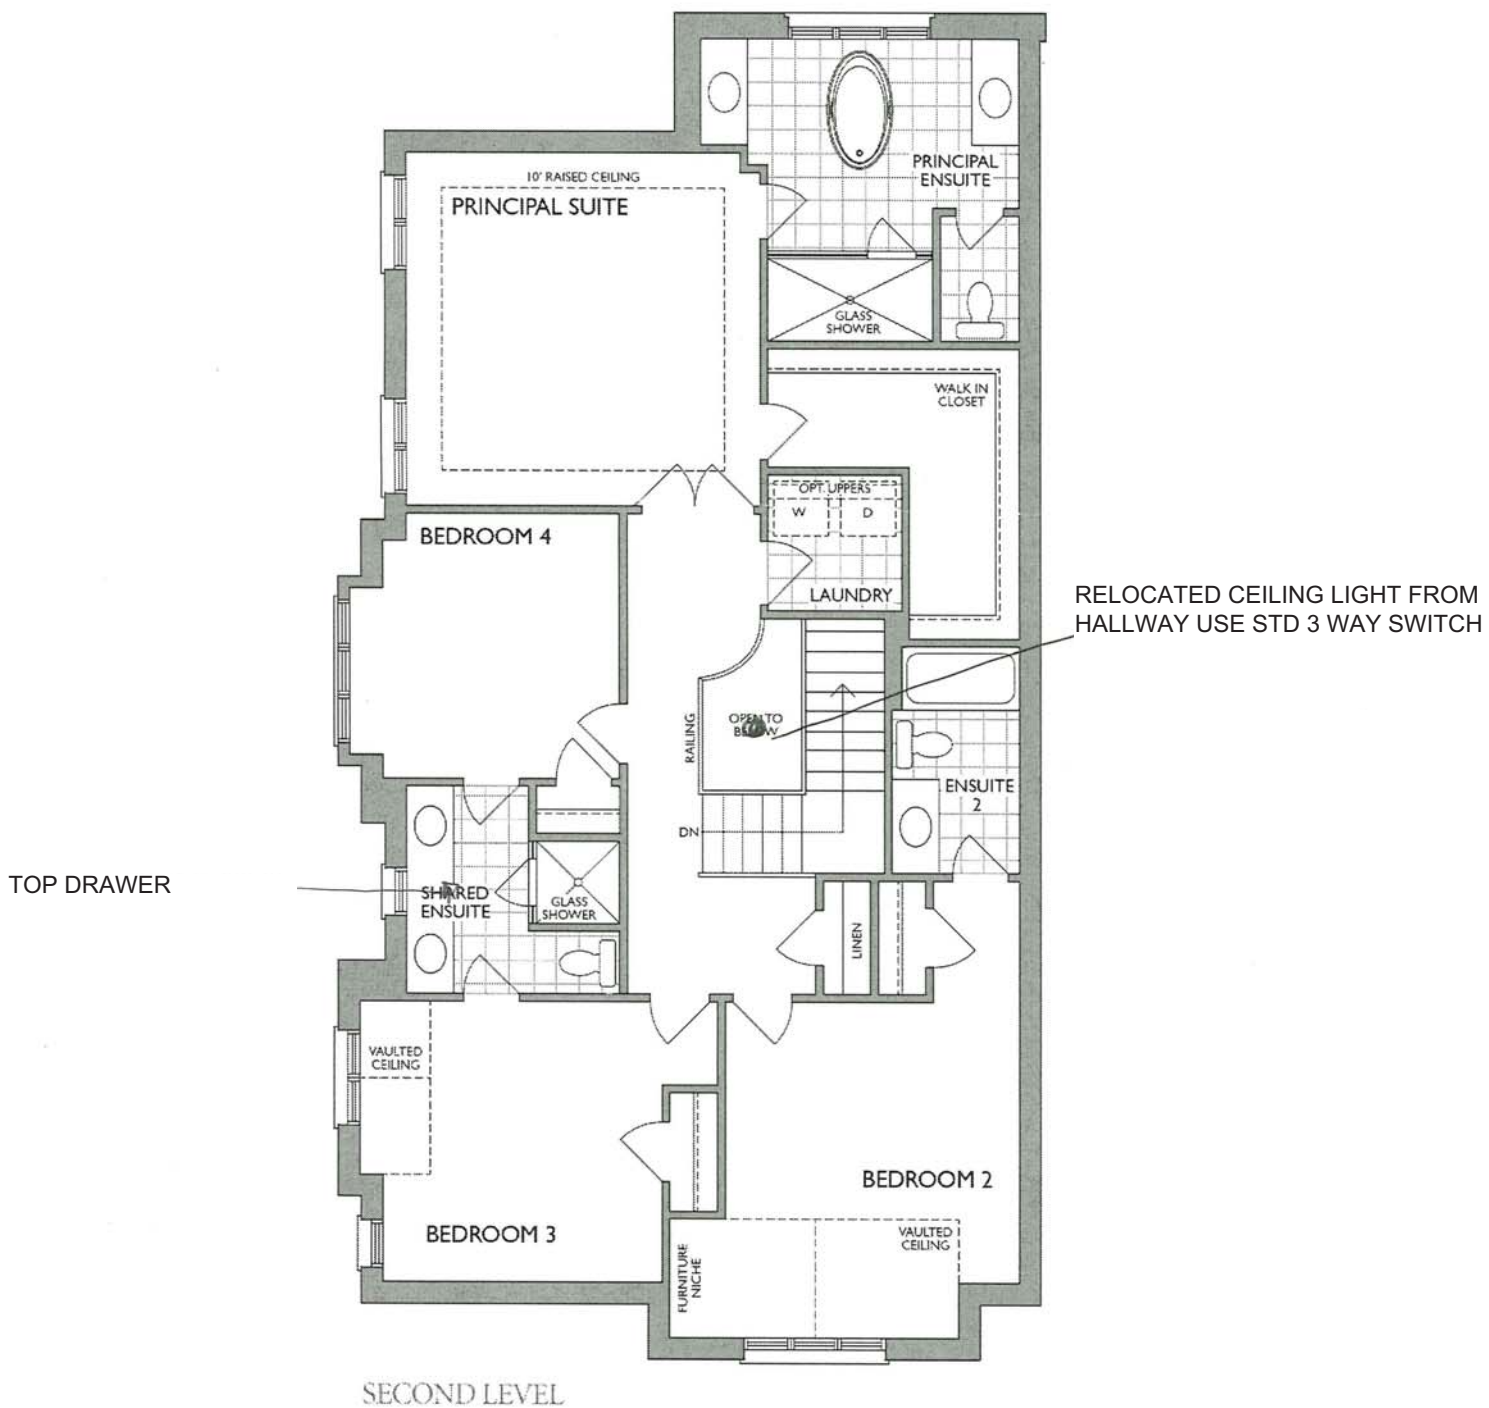 PRINCIPAL
ENSUITE
10' RAISED CEILING
PRINCIPAL SUITE
GLASS
SHOWER
WALK IN
CLOSET
OPT. UPPERS
W
D
LAUNDRY
BEDROOM 4
RELOCATED CEILING LIGHT FROM
HALLWAY USE STD 3 WAY SWITCH
RAILING
OPEN TO
BELOW
ENSUITE
2
DN
TOP DRAWER
SHARED
ENSUITE
GLASS
SHOWER
LINEN
VAULTED
CEILING
BEDROOM 2
BEDROOM 3
VAULTED
CEILING
FURNITURE
NICHE
SECOND LEVEL